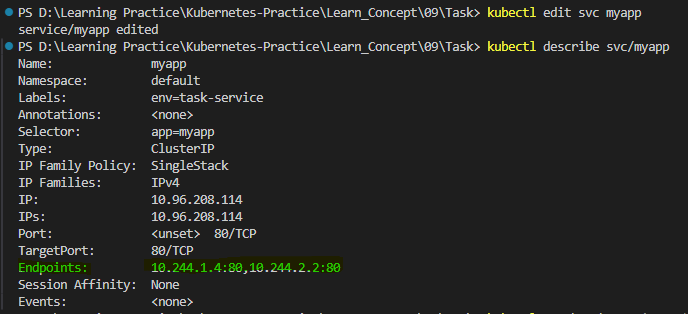 PS D:\Learning Practice\Kubernetes-Practice\Learn_Concept\09\Task> kubectl edit svc myapp
service/myapp edited
PS D:\Learning Practice\Kubernetes-Practice\Learn_Concept\09\Task> kubectl describe svc/myapp
Name: myapp
Namespace: default
Labels: env=task-service
Annotations: <none>
Selector: app=myapp
Type: ClusterIP
IP Family Policy: SingleStack
IP Families: IPv4
IP: 10.96.208.114
IPs: 10.96.208.114
Port: <unset> 80/TCP
TargetPort: 80/TCP
Endpoints: 10.244.1.4:80,10.244.2.2:80
Session Affinity: None
Events: <none>